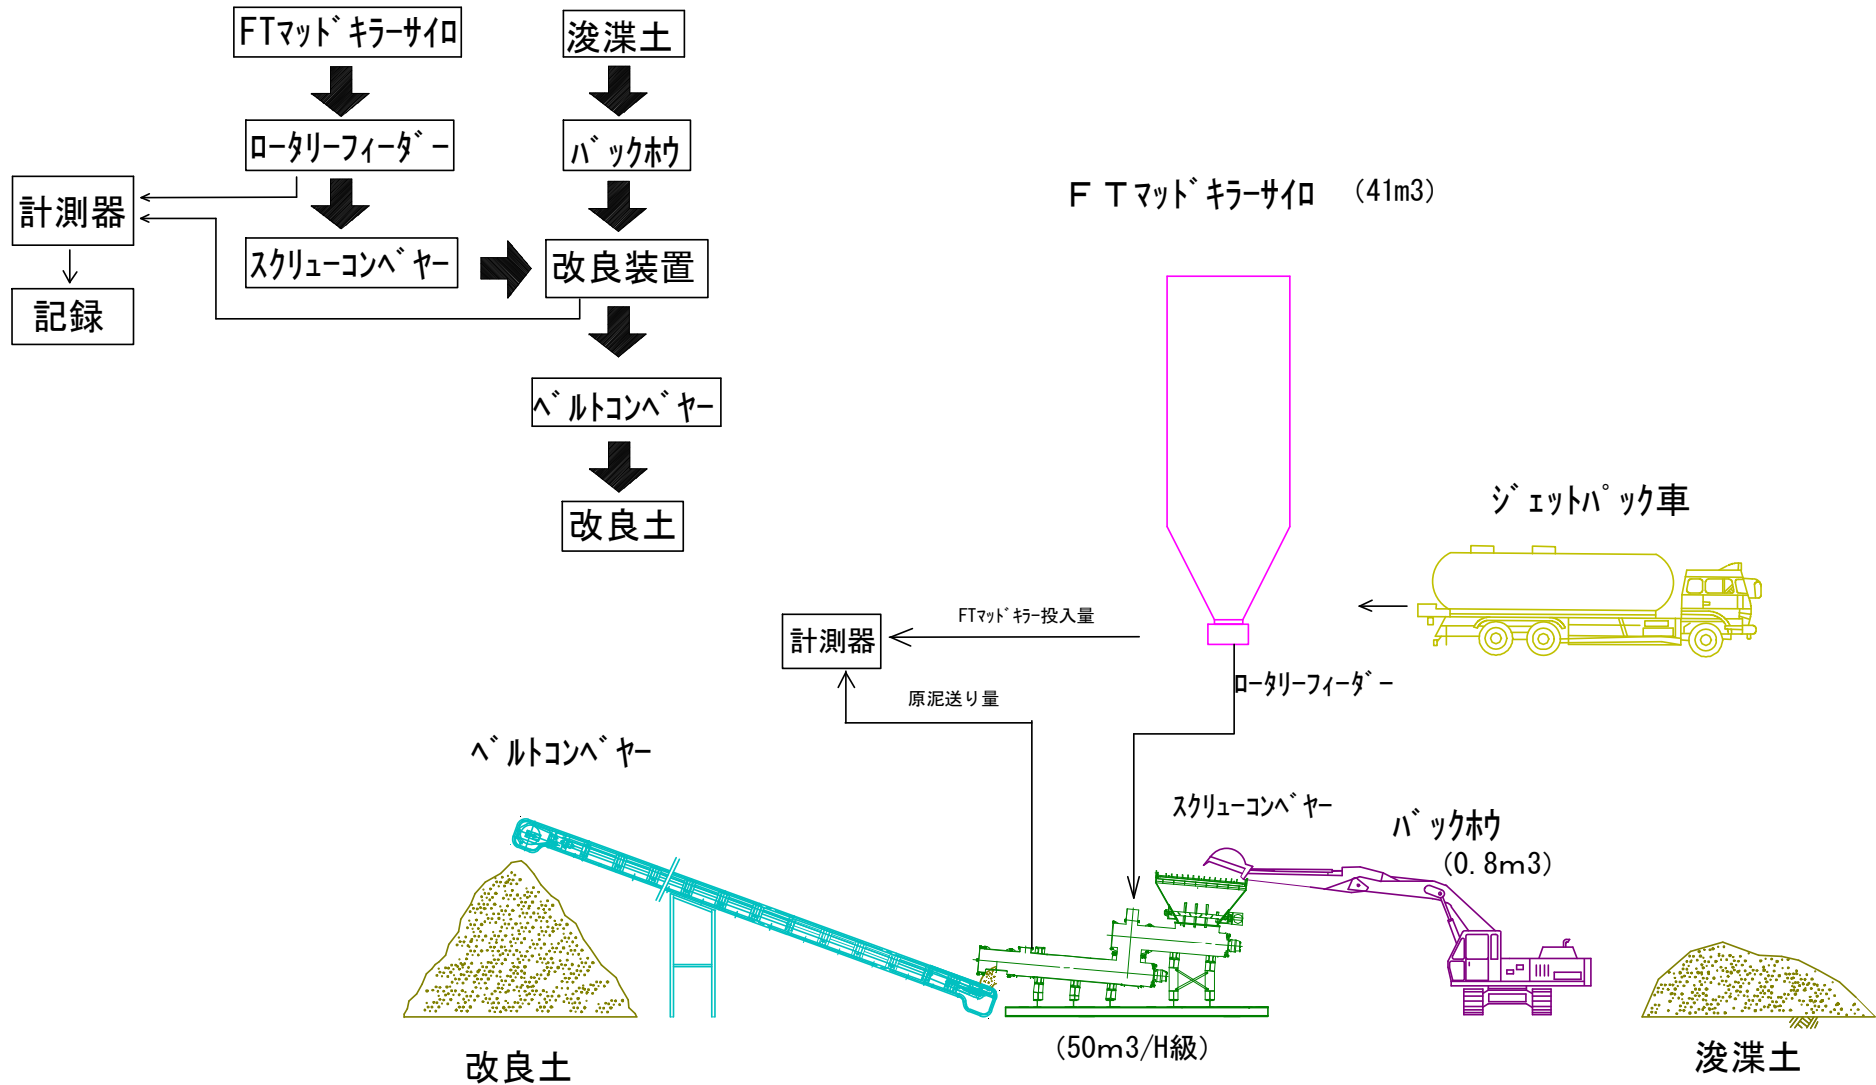 FTマッドキラーサイロ
浚渫土
ロータリーフィーダー
バックホウ
計測器
スクリューコンベヤー
改良装置
記録
ベルトコンベヤー
改良土
ＦＴマッドキラーサイロ (41m3)
ジェットパック車
FTマッドキラー投入量
計測器
ロータリーフィーダー
原泥送り量
ベルトコンベヤー
スクリューコンベヤー
バックホウ
(0.8m3)
(50m3/H級)
改良土
浚渫土